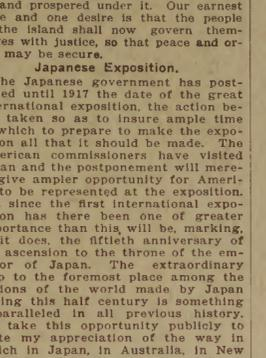 and prospered under it. Our earnest
e and one desire is that the people
the island shall now govern them-
es with justice, so that peace and or-
may be secure.
Japanese Exposition.
he Japanese government has post-
ed until 1917 the date of the great
ernational exposition, the action be-
taken so as to insure ample time
which to prepare to make the expo-
on all that it should be made. The
erican commissioners have visited
an and the postponement will mere-
give ampler opportunity for Ameri-
to be represented at the exposition.
since the first international expo-
on has there been one of greater
portance than this, will be, marking,
it does, the fiftieth anniversary of
ascension to the throne of the em-
or of Japan. The extraordinary
p to the foremost place among the
ions of the world made by Japan
ing this half century is something
paralleled in all previous history.
take this opportunity publicly to
te my appreciation of the way in
ich in Japan, in Australia, in New